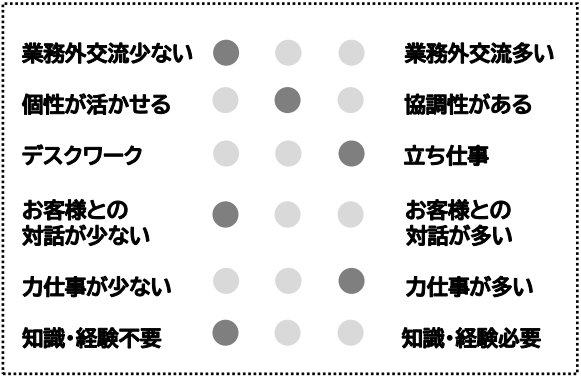 業務外交流少ない 業務外交流多い
個性が活かせる 協調性がある
デスクワーク 立ち仕事
お客様との お客様との
対話が少ない 対話が多い
力仕事が少ない 力仕事が多い
知識・経験不要 知識・経験必要